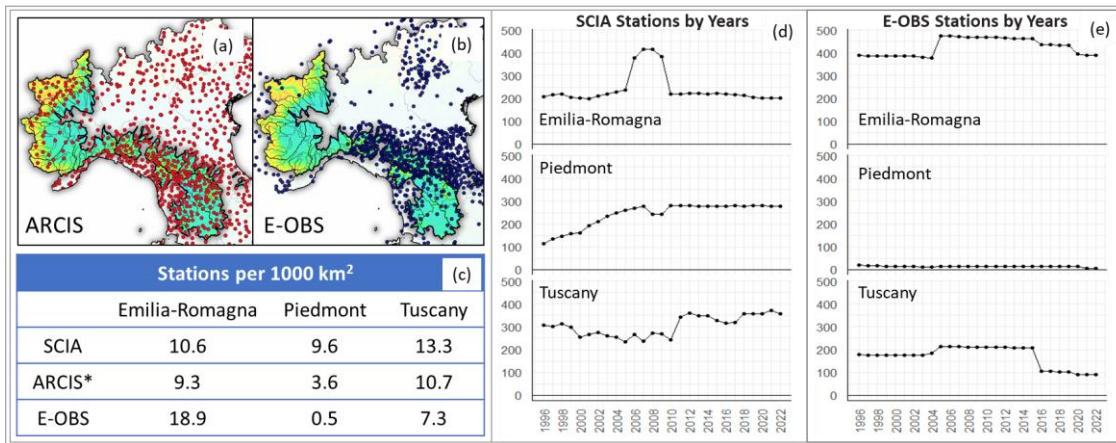 (a)
ARCIS
(b)
E-OBS
Stations per 1000 km²
(c)
Emilia-Romagna Piedmont Tuscany
SCIA 10.6 9.6 13.3
ARCIS* 9.3 3.6 10.7
E-OBS 18.9 0.5 7.3
SCIA Stations by Years
(d)
500
400
300
200
100
0
Emilia-Romagna
500
400
300
200
100
0
Piedmont
500
400
300
200
100
0
Tuscany
1996 1998 2000 2002 2004 2006 2008 2010 2012 2014 2016 2018 2020 2022
E-OBS Stations by Years
(e)
500
400
300
200
100
0
Emilia-Romagna
500
400
300
200
100
0
Piedmont
500
400
300
200
100
0
Tuscany
1996 1998 2000 2002 2004 2006 2008 2010 2012 2014 2016 2018 2020 2022